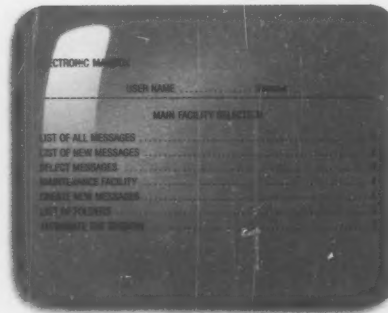 ELECTRONIC MAILBOX
USER NAME
MAIN FACILITY SELECTION
LIST OF ALL MESSAGES
LIST OF NEW MESSAGES
SELECT MESSAGES
MAINTENANCE FACILITY
CREATE NEW MESSAGES
LIST OF FOLDERS
TERMINATE THE SESSION